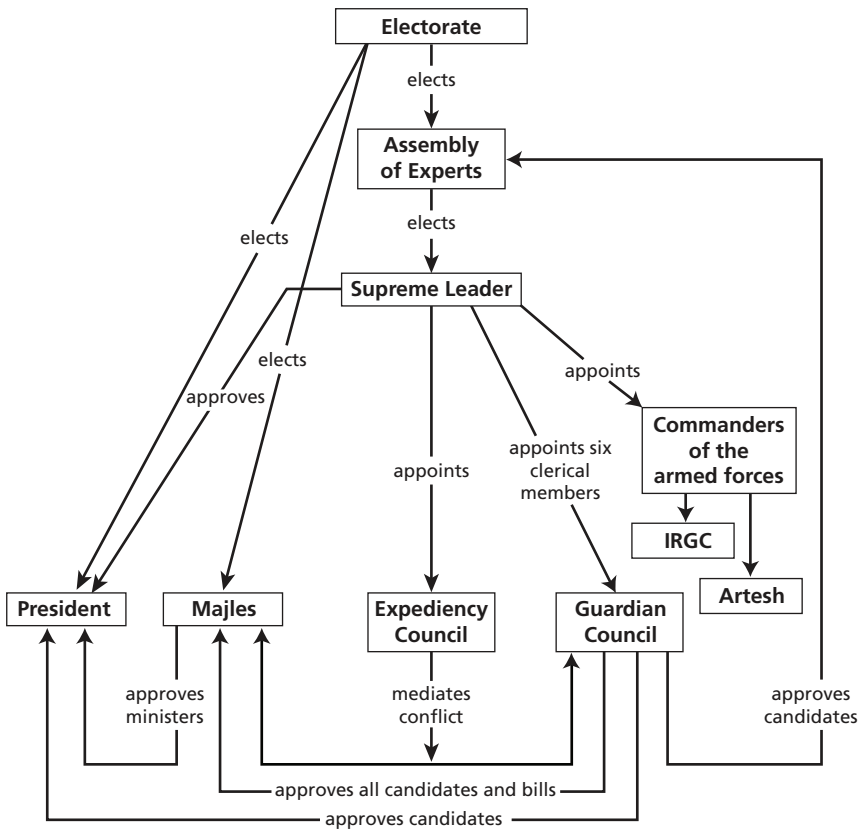 Electorate
elects
Assembly
of Experts
elects
elects
Supreme Leader
elects
appoints
approves
Commanders
of the
armed forces
appoints
appoints six
clerical
members
IRGC
Artesh
President
Majles
Expediency
Council
Guardian
Council
approves
ministers
mediates
conflict
approves
candidates
approves all candidates and bills
approves candidates